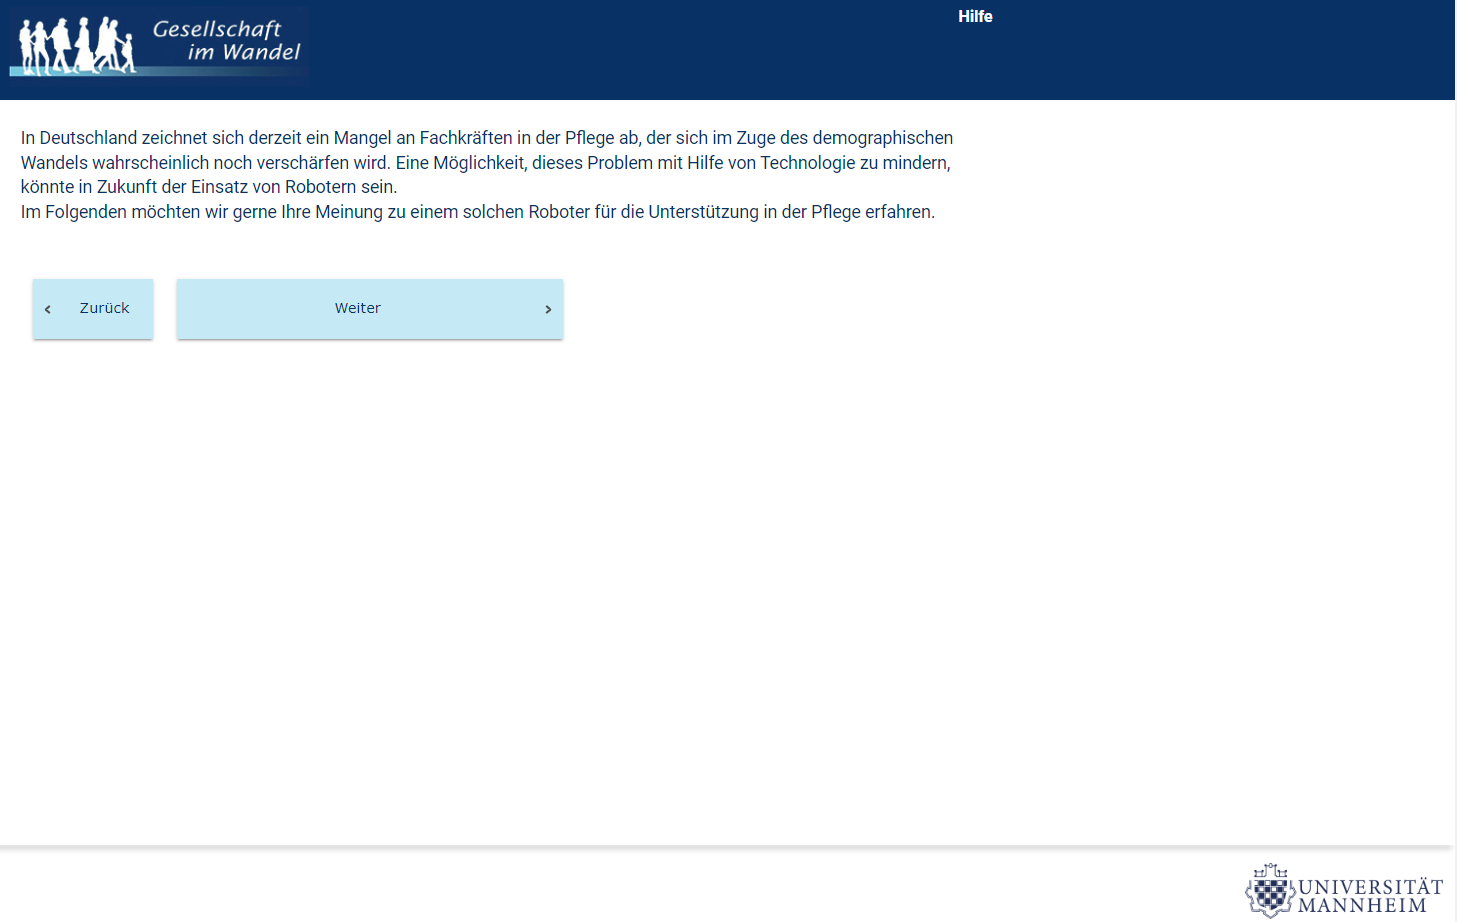 Gesellschaft
im Wandel
Hilfe
In Deutschland zeichnet sich derzeit ein Mangel an Fachkräften in der Pflege ab, der sich im Zuge des demographischen
Wandels wahrscheinlich noch verschärfen wird. Eine Möglichkeit, dieses Problem mit Hilfe von Technologie zu mindern,
könnte in Zukunft der Einsatz von Robotern sein.
Im Folgenden möchten wir gerne Ihre Meinung zu einem solchen Roboter für die Unterstützung in der Pflege erfahren.
Zurück
Weiter
UNIVERSITÄT
MANNHEIM